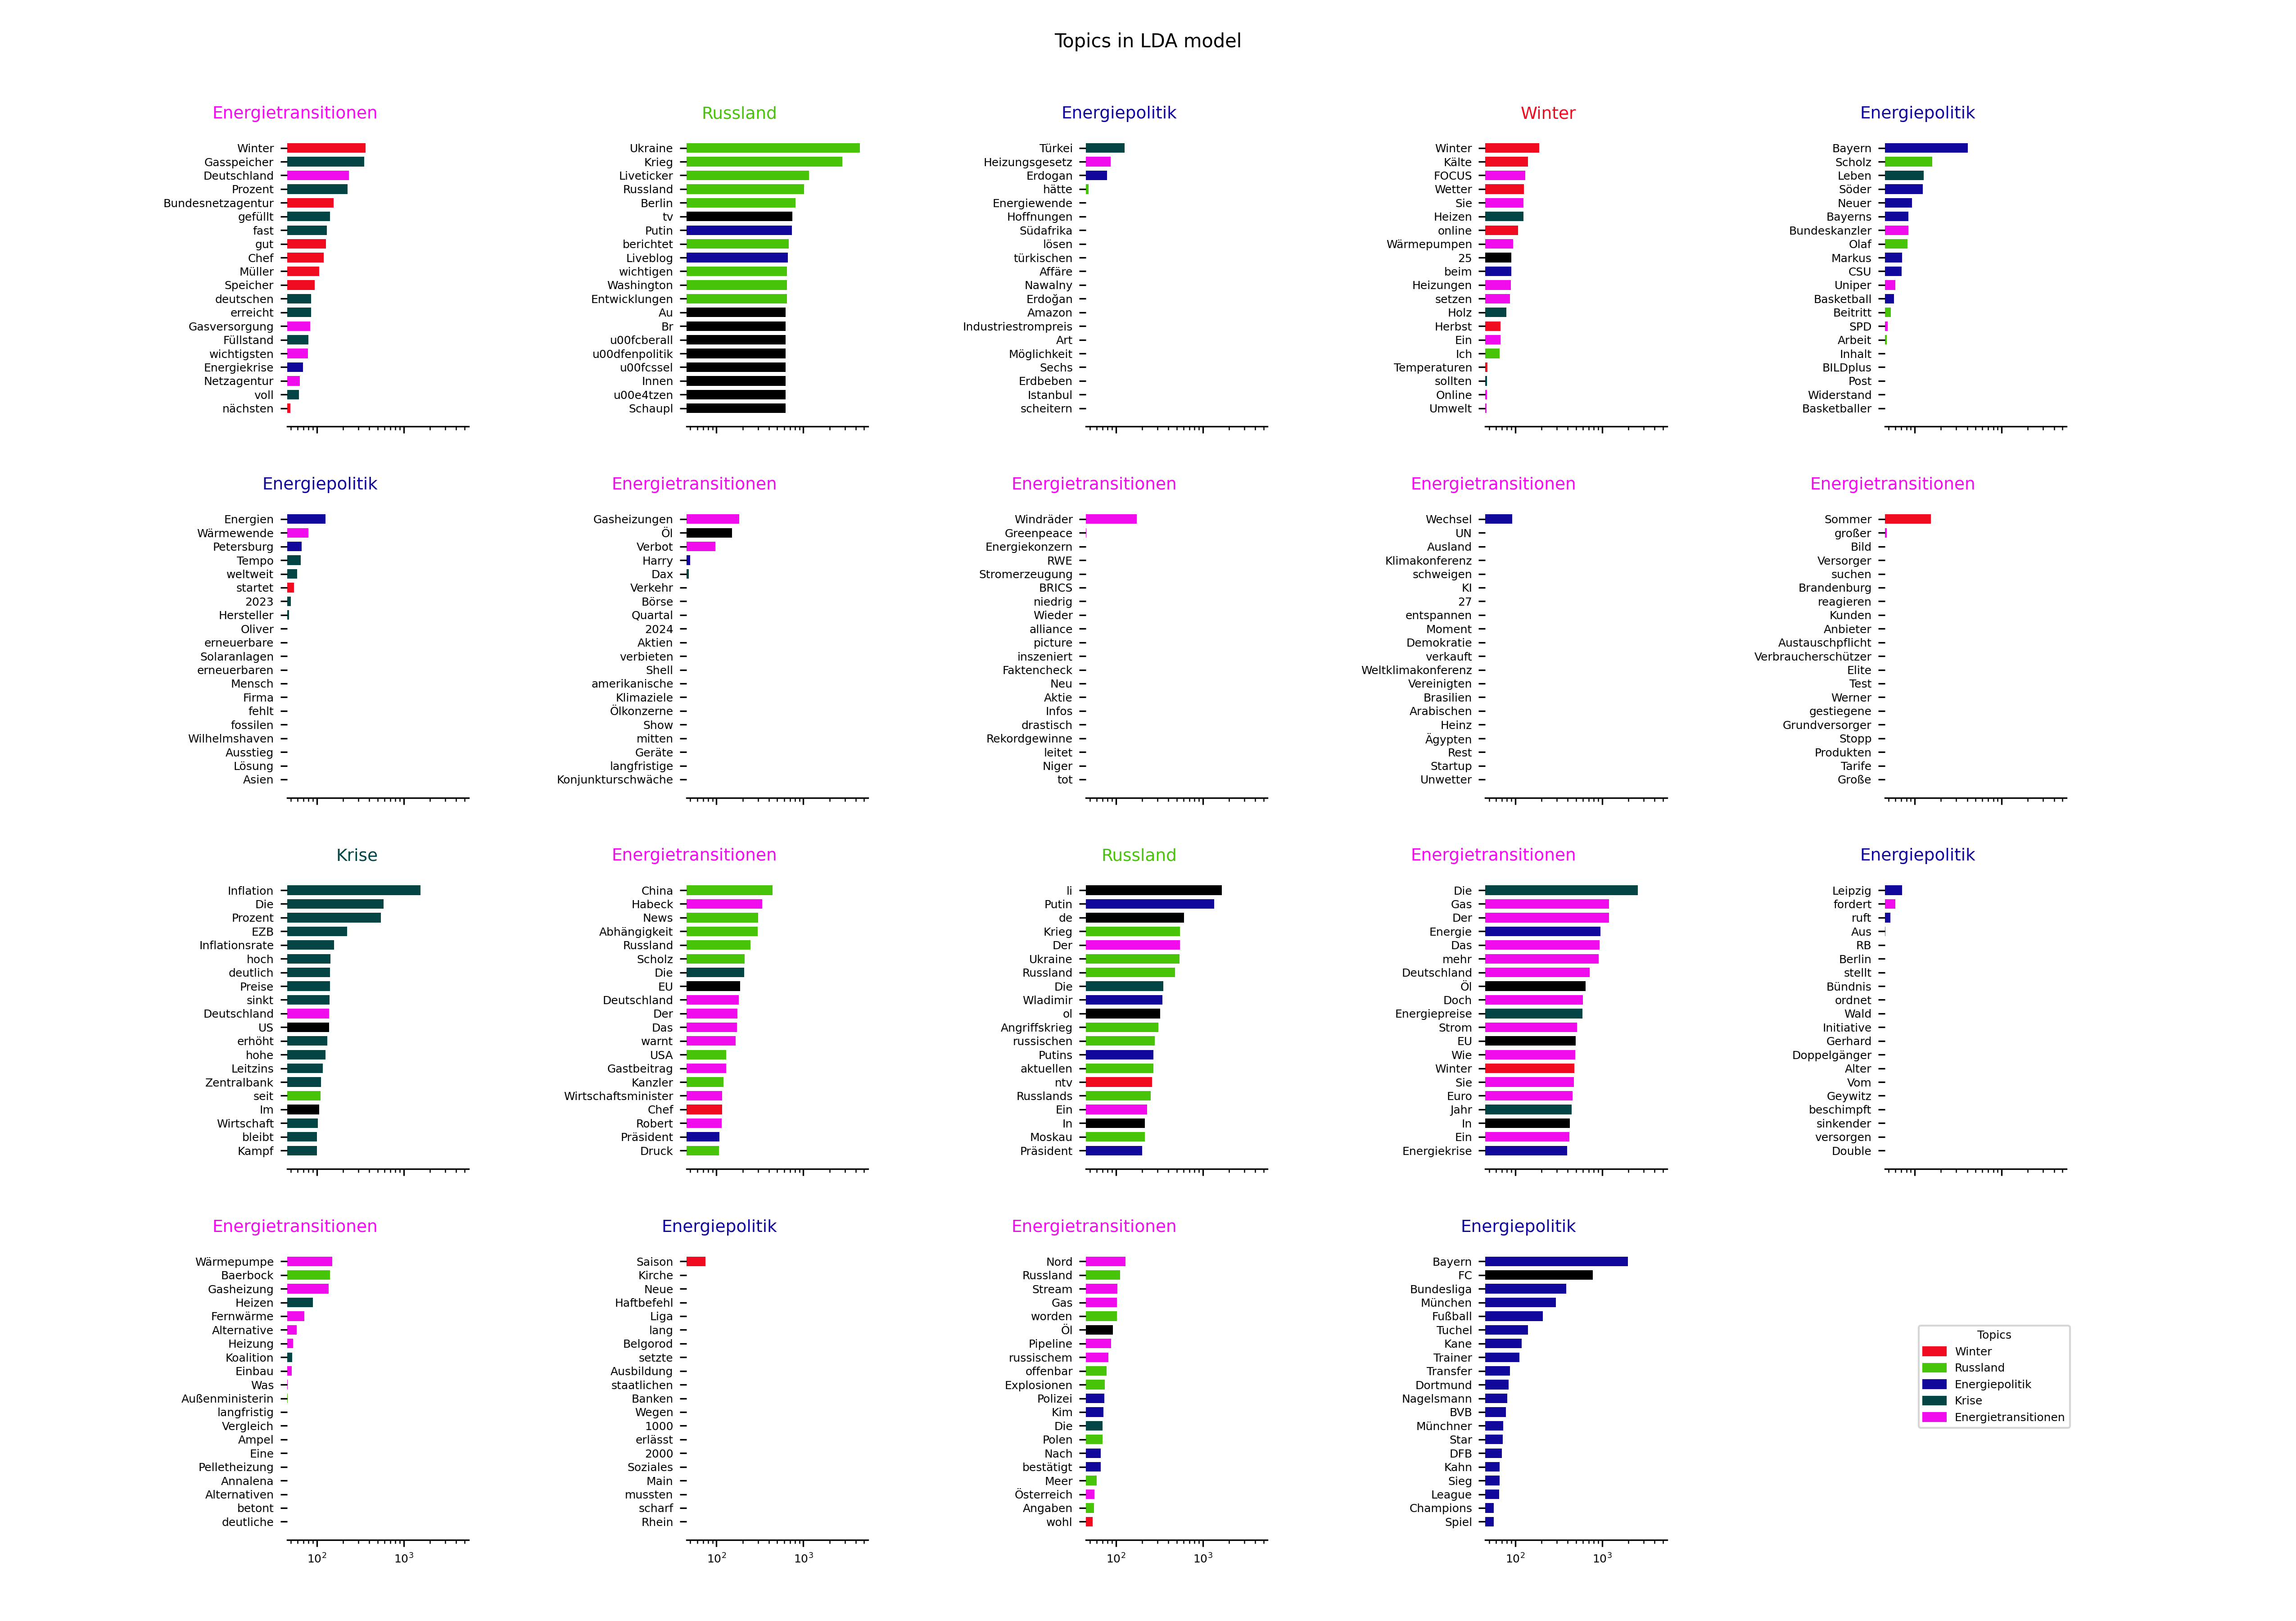 Topics in LDA model
Energietransitionen
Winter
Gasspeicher
Deutschland
Prozent
Bundesnetzagentur
gefüllt
fast
gut
Chef
Müller
Speicher
deutschen
erreicht
Gasversorgung
Füllstand
wichtigsten
Energiekrise
Netzagentur
voll
nächsten
Russland
Ukraine
Krieg
Liveticker
Russland
Berlin
tv
Putin
berichtet
Liveblog
wichtigen
Washington
Entwicklungen
Au
Br
u00fcberall
u00dfenpolitik
u00fcssel
Innen
u00e4tzen
Schaupl
Energiepolitik
Türkei
Heizungsgesetz
Erdogan
hätte
Energiewende
Hoffnungen
Südafrika
lösen
türkischen
Affäre
Nawalny
Erdoğan
Amazon
Industriestrompreis
Art
Möglichkeit
Sechs
Erdbeben
Istanbul
scheitern
Winter
Winter
Kälte
FOCUS
Wetter
Sie
Heizen
online
Wärmepumpen
25
beim
Heizungen
setzen
Holz
Herbst
Ein
Ich
Temperaturen
sollten
Online
Umwelt
Energiepolitik
Bayern
Scholz
Leben
Söder
Neuer
Bayerns
Bundeskanzler
Olaf
Markus
CSU
Uniper
Basketball
Beitritt
SPD
Arbeit
Inhalt
BILDplus
Post
Widerstand
Basketballer
Energiepolitik
Energien
Wärmewende
Petersburg
Tempo
weltweit
startet
2023
Hersteller
Oliver
erneuerbare
Solaranlagen
erneuerbaren
Mensch
Firma
fehlt
fossilen
Wilhelmshaven
Ausstieg
Lösung
Asien
Energietransitionen
Gasheizungen
Öl
Verbot
Harry
Dax
Verkehr
Börse
Quartal
2024
Aktien
verbieten
Shell
amerikanische
Klimaziele
Ölkonzerne
Show
mitten
Geräte
langfristige
Konjunkturschwäche
Energietransitionen
Windräder
Greenpeace
Energiekonzern
RWE
Stromerzeugung
BRICS
niedrig
Wieder
alliance
picture
inszeniert
Faktencheck
Neu
Aktie
Infos
drastisch
Rekordgewinne
leitet
Niger
tot
Energietransitionen
Wechsel
UN
Ausland
Klimakonferenz
schweigen
KI
27
entspannen
Moment
Demokratie
verkauft
Weltklimakonferenz
Vereinigten
Brasilien
Arabischen
Heinz
Ägypten
Rest
Startup
Unwetter
Energietransitionen
Sommer
großer
Bild
Versorger
suchen
Brandenburg
reagieren
Kunden
Anbieter
Austauschpflicht
Verbraucherschützer
Elite
Test
Werner
gestiegene
Grundversorger
Stopp
Produkten
Tarife
Große
Krise
Inflation
Die
Prozent
EZB
Inflationsrate
hoch
deutlich
Preise
sinkt
Deutschland
US
erhöht
hohe
Leitzins
Zentralbank
seit
Im
Wirtschaft
bleibt
Kampf
Energietransitionen
China
Habeck
News
Abhängigkeit
Russland
Scholz
Die
EU
Deutschland
Der
Das
warnt
USA
Gastbeitrag
Kanzler
Wirtschaftsminister
Chef
Robert
Präsident
Druck
Russland
li
Putin
de
Krieg
Der
Ukraine
Russland
Die
Wladimir
ol
Angriffskrieg
russischen
Putins
aktuellen
ntv
Russlands
Ein
In
Moskau
Präsident
Energietransitionen
Die
Gas
Der
Energie
Das
mehr
Deutschland
Öl
Doch
Energiepreise
Strom
EU
Wie
Winter
Sie
Euro
Jahr
In
Ein
Energiekrise
Energiepolitik
Leipzig
fordert
ruft
Aus
RB
Berlin
stellt
Bündnis
ordnet
Wald
Initiative
Gerhard
Doppelgänger
Alter
Vom
Geywitz
beschimpft
sinkender
versorgen
Double
Energietransitionen
Wärmepumpe
Baerbock
Gasheizung
Heizen
Fernwärme
Alternative
Heizung
Koalition
Einbau
Was
Außenministerin
langfristig
Vergleich
Ampel
Eine
Pelletheizung
Annalena
Alternativen
betont
deutliche
10² 10³
Energiepolitik
Saison
Kirche
Neue
Haftbefehl
Liga
lang
Belgorod
setzte
Ausbildung
staatlichen
Banken
Wegen
1000
erlässt
2000
Soziales
Main
mussten
scharf
Rhein
10² 10³
Energietransitionen
Nord
Russland
Stream
Gas
worden
Öl
Pipeline
russischem
offenbar
Explosionen
Polizei
Kim
Die
Polen
Nach
bestätigt
Meer
Österreich
Angaben
wohl
10² 10³
Energiepolitik
Bayern
FC
Bundesliga
München
Fußball
Tuchel
Kane
Trainer
Transfer
Dortmund
Nagelsmann
BVB
Münchner
Star
DFB
Kahn
Sieg
League
Champions
Spiel
10² 10³
Topics
Winter
Russland
Energiepolitik
Krise
Energietransitionen